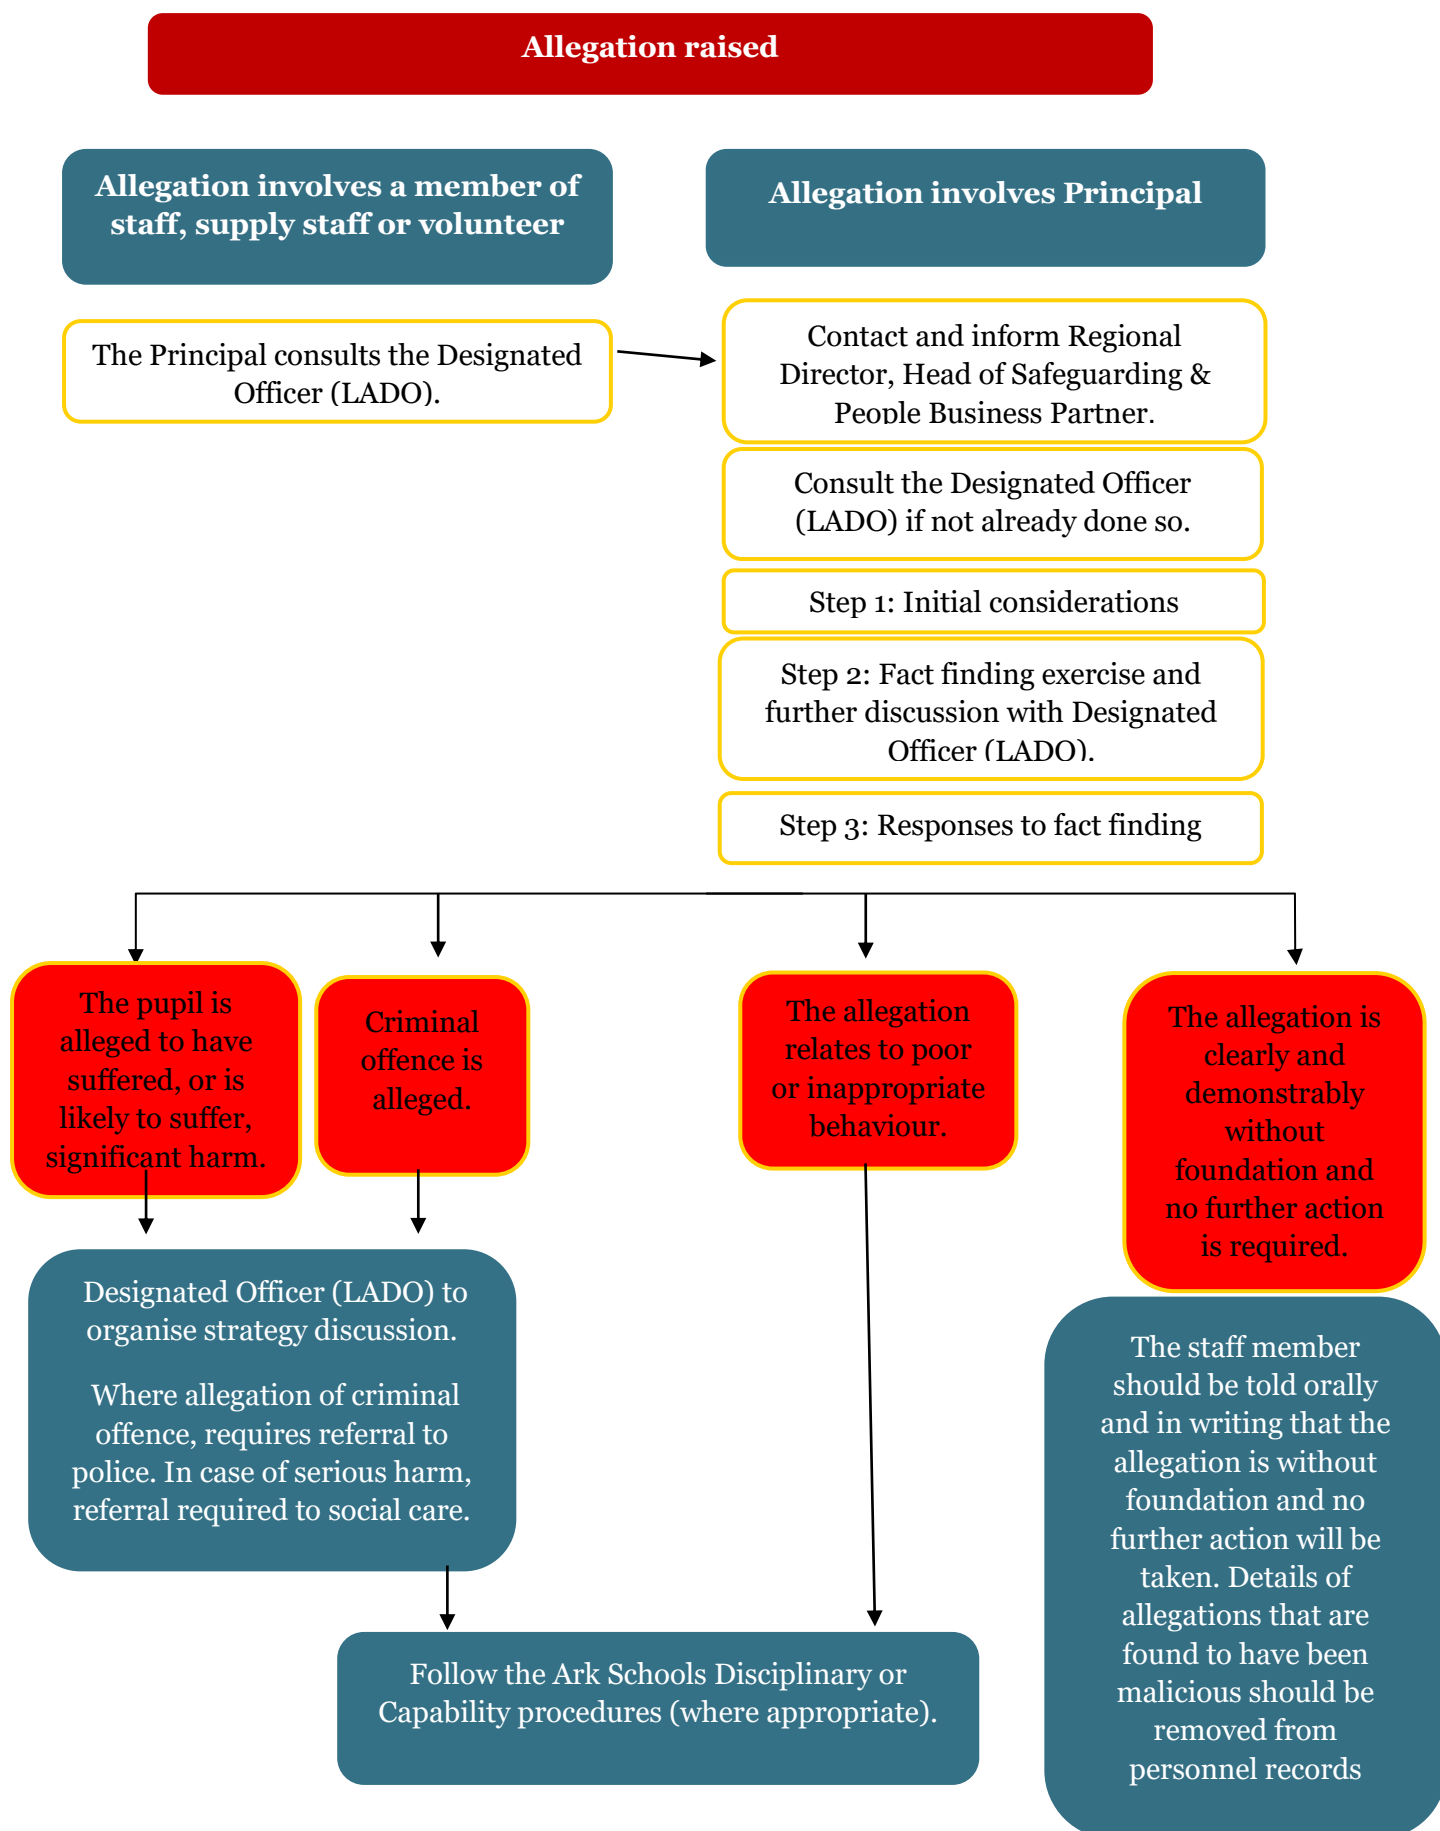 Allegation raised
Allegation involves a member of
staff, supply staff or volunteer
Allegation involves Principal
The Principal consults the Designated
Officer (LADO).
Contact and inform Regional
Director, Head of Safeguarding &
People Business Partner.
Consult the Designated Officer
(LADO) if not already done so.
Step 1: Initial considerations
Step 2: Fact finding exercise and
further discussion with Designated
Officer (LADO).
Step 3: Responses to fact finding
The pupil is
alleged to have
suffered, or is
likely to suffer,
significant harm.
Criminal
offence is
alleged.
The allegation
relates to poor
or inappropriate
behaviour.
The allegation is
clearly and
demonstrably
without
foundation and
no further action
is required.
Designated Officer (LADO) to
organise strategy discussion.
Where allegation of criminal
offence, requires referral to
police. In case of serious harm,
referral required to social care.
The staff member
should be told orally
and in writing that the
allegation is without
foundation and no
further action will be
taken. Details of
allegations that are
found to have been
malicious should be
removed from
personnel records
Follow the Ark Schools Disciplinary or
Capability procedures (where appropriate).